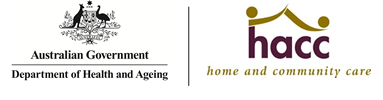 Australian Government
Department of Health and Ageing
hacc
home and community care